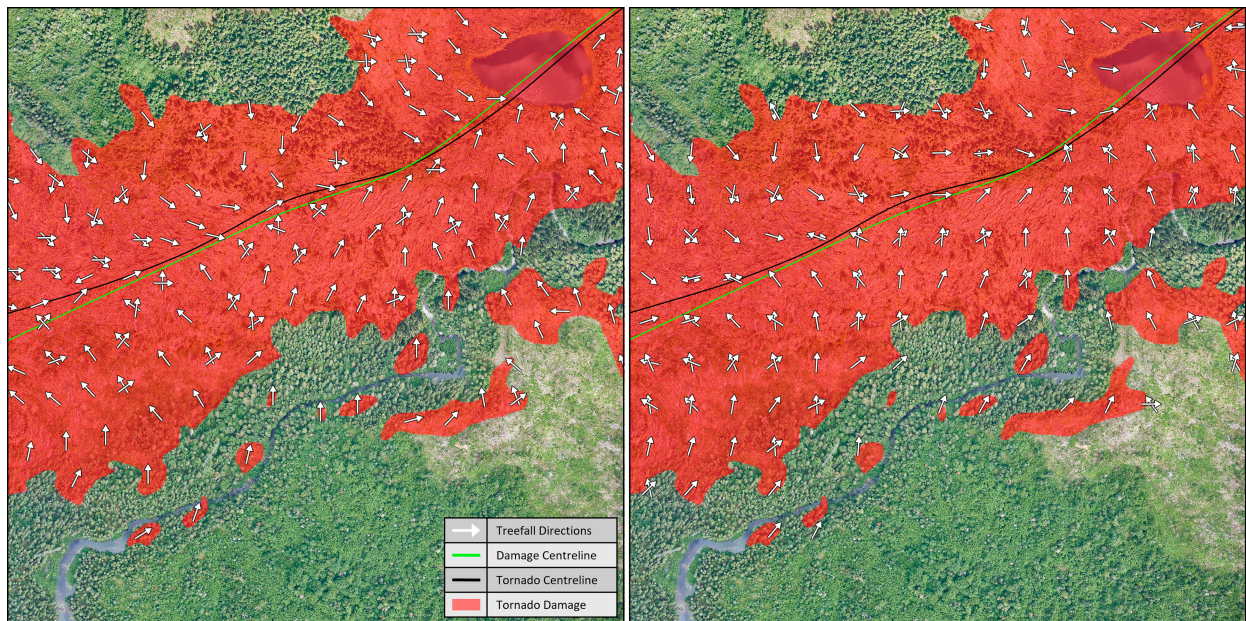 Treefall Directions
Damage Centreline
Tornado Centreline
Tornado Damage